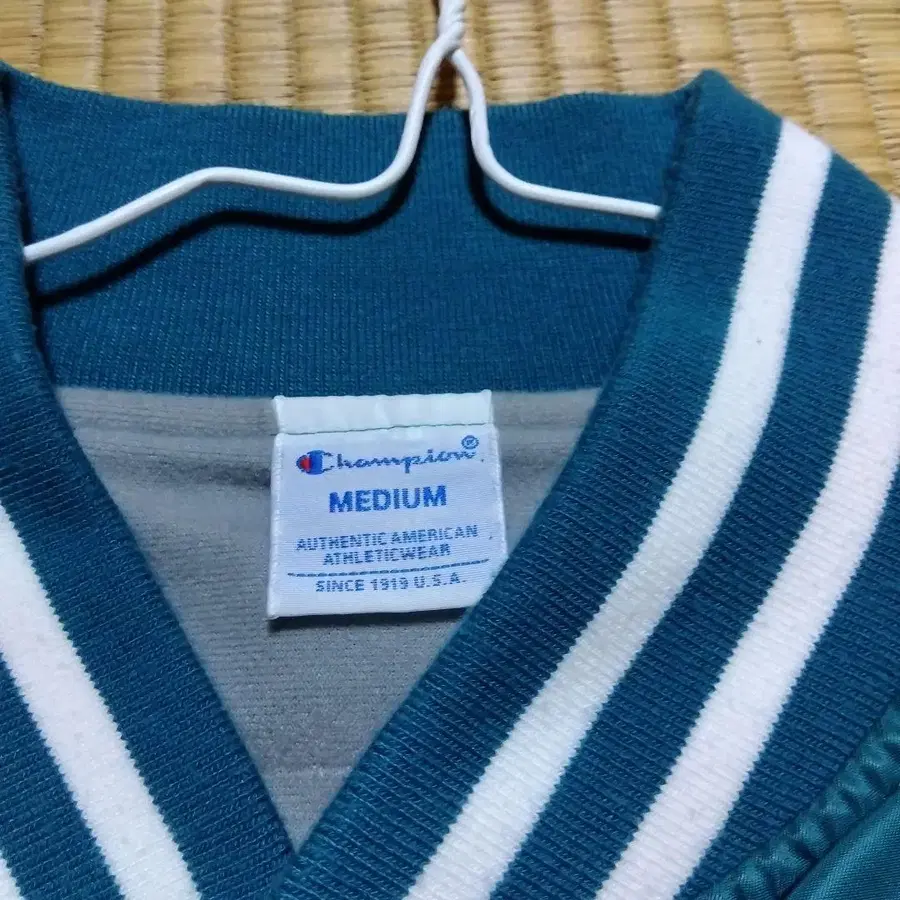 Champion®
MEDIUM
AUTHENTIC AMERICAN
ATHLETICWEAR
SINCE 1919 U.S.A.